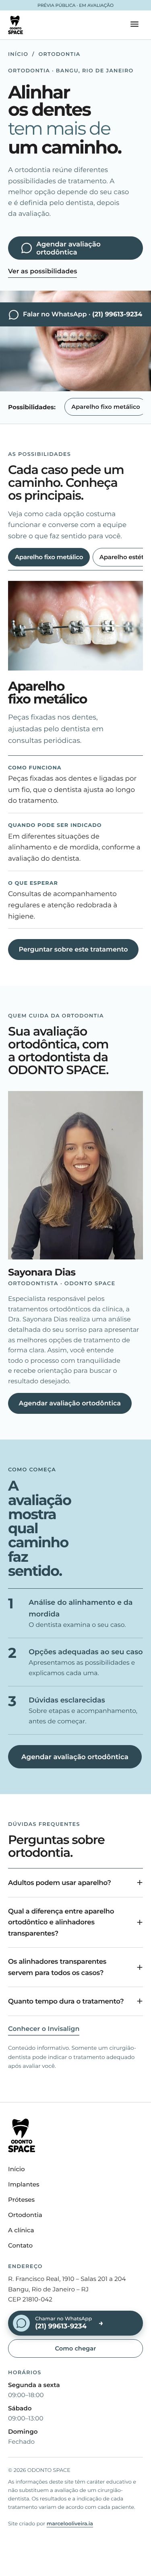 PRÉVIA PÚBLICA · EM AVALIAÇÃO
ODONTO
SPACE
INÍCIO / ORTODONTIA
ORTODONTIA · BANGU, RIO DE JANEIRO
Alinhar
os dentes
tem mais de
um caminho.
A ortodontia reúne diferentes
possibilidades de tratamento. A
melhor opção depende do seu caso
e é definida em plano, depois
da avaliação.
Agendar avaliação
ortodôntica
Ver as possibilidades
Falar no WhatsApp · (21) 99613-9234
Possibilidades:
Aparelho fixo metálico
AS POSSIBILIDADES
Cada caso pede um
caminho. Conheça
os principais.
Veja como cada opção costuma
funcionar e converse com a equipe
sobre o que faz sentido para você.
Aparelho fixo metálico
Aparelho estét
Aparelho
fixo metálico
Peças fixadas nos dentes,
ajustadas pelo dentista em
consultas periódicas.
COMO FUNCIONA
Peças fixadas aos dentes e ligadas por
um fio, que o dentista ajusta ao longo
do tratamento.
QUANDO PODE SER INDICADO
Em diferentes situações de
alinhamento e de mordida, conforme a
avaliação do dentista.
O QUE ESPERAR
Consultas de acompanhamento
regulares e atenção redobrada à
higiene.
Perguntar sobre este tratamento
QUEM CUIDA DA ORTODONTIA
Sua avaliação
ortodôntica, com
a ortodontista da
ODONTO SPACE.
Sayonara Dias
ORTODONTISTA · ODONTO SPACE
Especialista responsável pelos
tratamentos ortodônticos da clínica, a
Dra. Sayonara Dias realiza uma análise
detalhada do seu sorriso para apresentar
as melhores opções de tratamento de
forma clara. Assim, você entende
todo o processo com tranquilidade
e recebe orientação para buscar o
resultado desejado.
Agendar avaliação ortodôntica
COMO COMEÇA
A
avaliação
mostra
qual
caminho
faz
sentido.
1
Análise do alinhamento e da
mordida
O dentista examina o seu caso.
2
Opções adequadas ao seu caso
Apresentamos as possibilidades e
explicamos cada uma.
3
Dúvidas esclarecidas
Sobre etapas e acompanhamento,
antes de começar.
Agendar avaliação ortodôntica
DÚVIDAS FREQUENTES
Perguntas sobre
ortodontia.
Adultos podem usar aparelho? +
Qual a diferença entre aparelho
ortodôntico e alinhadores +
transparentes?
Os alinhadores transparentes +
servem para todos os casos?
Quanto tempo dura o tratamento? +
Conhecer o Invisalign
Conteúdo informativo. Somente um cirurgião-
dentista pode indicar o tratamento adequado
após avaliar você.
ODONTO
SPACE
Início
Implantes
Próteses
Ortodontia
A clínica
Contato
ENDEREÇO
R. Francisco Real, 1910 – Salas 201 a 204
Bangu, Rio de Janeiro – RJ
CEP 21810-042
Chamar no WhatsApp
(21) 99613-9234 →
Como chegar
HORÁRIOS
Segunda a sexta
09:00–18:00
Sábado
09:00–13:00
Domingo
Fechado
© 2026 ODONTO SPACE
As informações deste site têm caráter educativo e
não substituem a avaliação de um cirurgião-
dentista. Os resultados e a indicação de cada
tratamento variam de acordo com cada paciente.
Site criado por marcelooliveira.ia